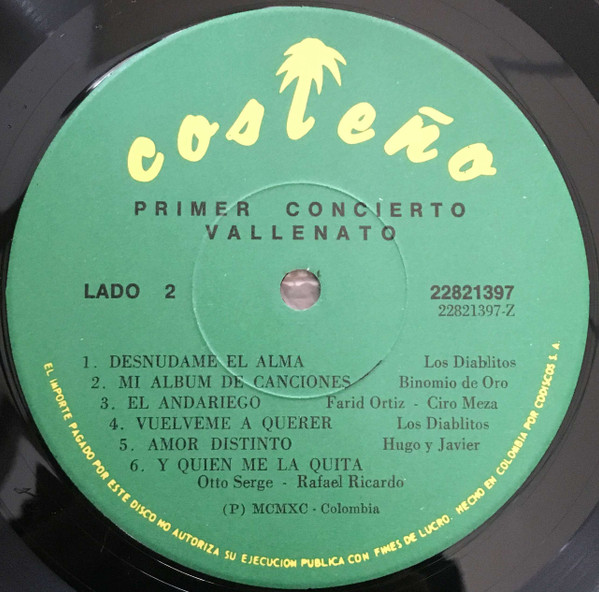 costeño
PRIMER CONCIERTO
VALLENATO
LADO 2
22821397
22821397-Z
1. DESNUDAME EL ALMA Los Diablitos
2. MI ALBUM DE CANCIONES Binomio de Oro
3. EL ANDARIEGO Farid Ortiz - Ciro Meza
4. VUELVEME A QUERER Los Diablitos
5. AMOR DISTINTO Hugo y Javier
6. Y QUIEN ME LA QUITA
Otto Serge - Rafael Ricardo
(P) MCMXC - Colombia
EL IMPORTE PAGADO POR ESTE DISCO NO AUTORIZA SU EJECUCION PUBLICA CON FINES DE LUCRO. HECHO EN COLOMBIA POR CODISCOS S. A.